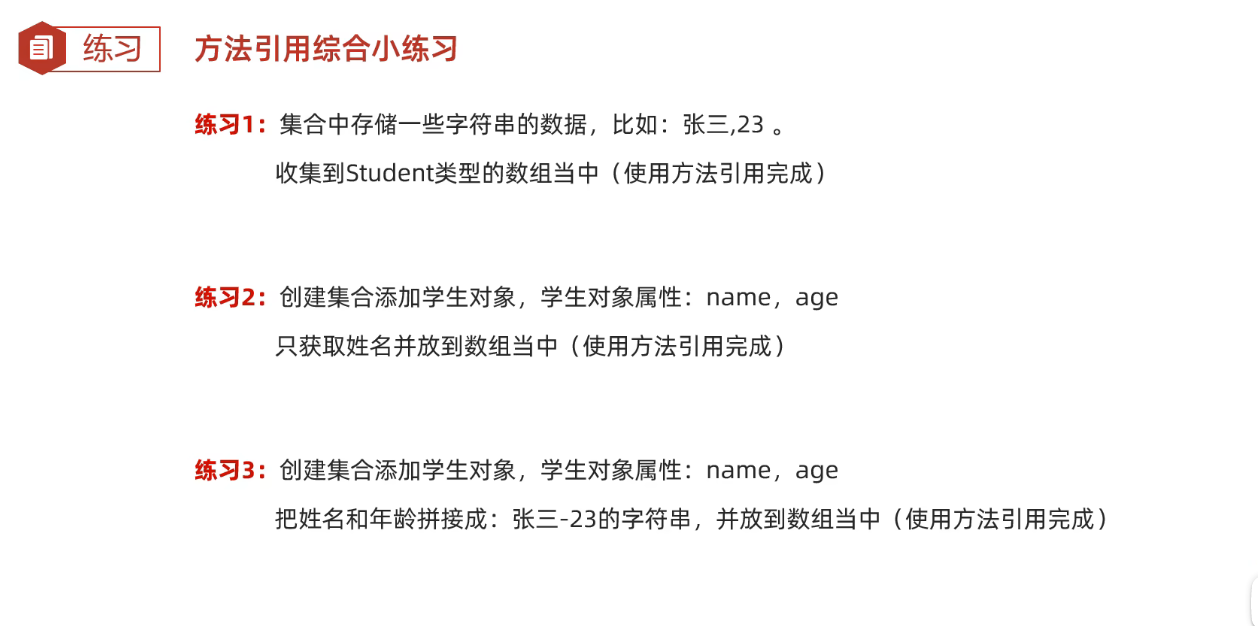 练习 方法引用综合小练习
练习1：集合中存储一些字符串的数据，比如：张三,23 。
收集到Student类型的数组当中（使用方法引用完成）
练习2：创建集合添加学生对象，学生对象属性：name，age
只获取姓名并放到数组当中（使用方法引用完成）
练习3：创建集合添加学生对象，学生对象属性：name，age
把姓名和年龄拼接成：张三-23的字符串，并放到数组当中（使用方法引用完成）